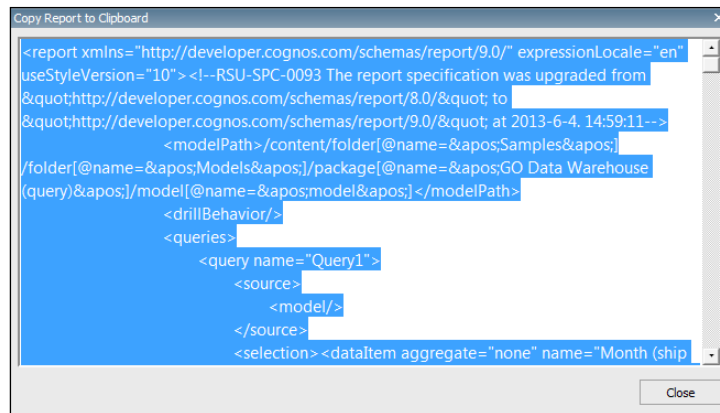 Copy Report to Clipboard
<report xmlns="http://developer.cognos.com/schemas/report/9.0/" expressionLocale="en"
useStyleVersion="10"><!--RSU-SPC-0093 The report specification was upgraded from
&quot;http://developer.cognos.com/schemas/report/8.0/&quot; to
&quot;http://developer.cognos.com/schemas/report/9.0/&quot; at 2013-6-4. 14:59:11-->
<modelPath>/content/folder[@name=&apos;Samples&apos;]
/folder[@name=&apos;Models&apos;]/package[@name=&apos;GO Data Warehouse
(query)&apos;]/model[@name=&apos;model&apos;]</modelPath>
<drillBehavior/>
<queries>
<query name="Query1">
<source>
<model/>
</source>
<selection><dataItem aggregate="none" name="Month (ship
Close